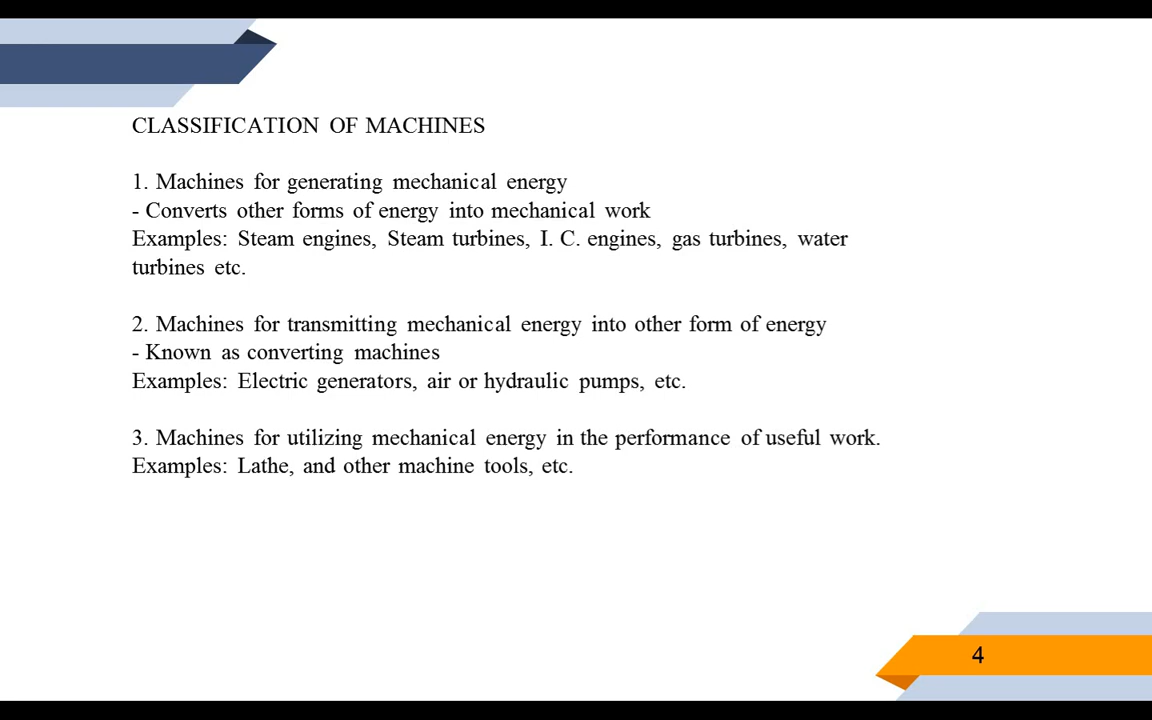 CLASSIFICATION OF MACHINES
1. Machines for generating mechanical energy
- Converts other forms of energy into mechanical work
Examples: Steam engines, Steam turbines, I. C. engines, gas turbines, water
turbines etc.
2. Machines for transmitting mechanical energy into other form of energy
- Known as converting machines
Examples: Electric generators, air or hydraulic pumps, etc.
3. Machines for utilizing mechanical energy in the performance of useful work.
Examples: Lathe, and other machine tools, etc.
4